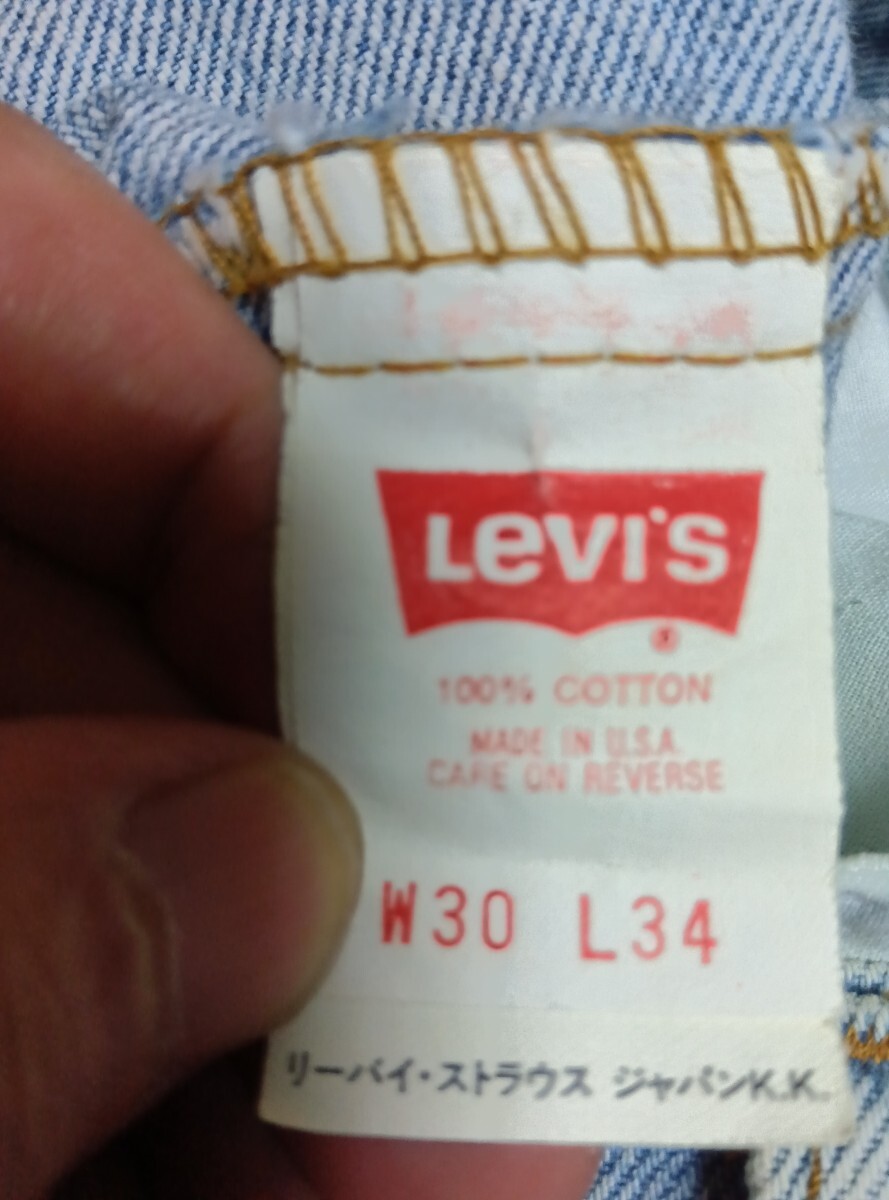 LEVI'S
®
100% COTTON
MADE IN U.S.A.
CARE ON REVERSE
W30 L34
リーバイ・ストラウス ジャパンK.K.